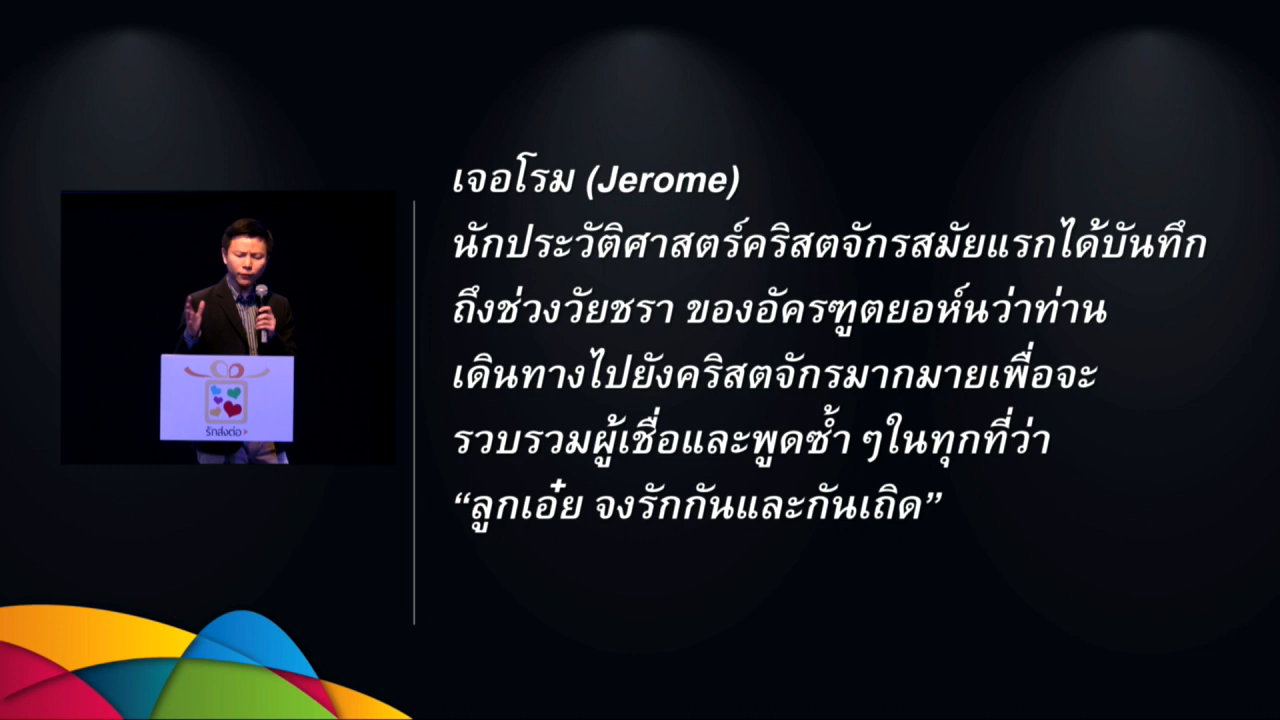 รักส่งต่อ
เจอโรม (Jerome)
นักประวัติศาสตร์คริสตจักรสมัยแรกได้บันทึก
ถึงช่วงวัยชรา ของอัครฑูตยอห์นว่าท่าน
เดินทางไปยังคริสตจักรมากมายเพื่อจะ
รวบรวมผู้เชื่อและพูดซ้ำ ๆในทุกที่ว่า
“ลูกเอ๋ย จงรักกันและกันเถิด”